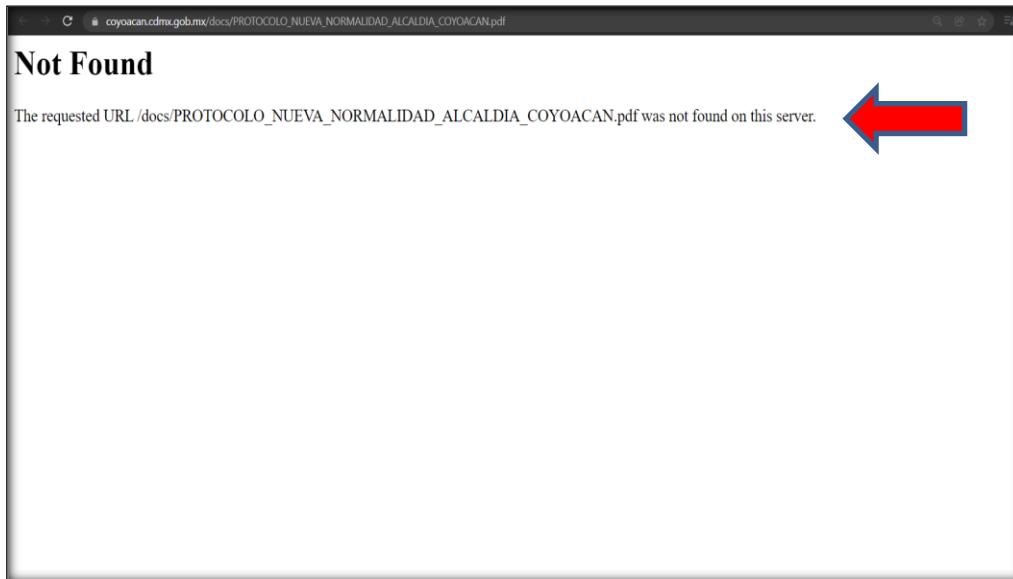 coyoacan.cdmx.gob.mx/docs/PROTOCOLO_NUEVA_NORMALIDAD_ALCALDIA_COYOACAN.pdf
Not Found
The requested URL /docs/PROTOCOLO_NUEVA_NORMALIDAD_ALCALDIA_COYOACAN.pdf was not found on this server.